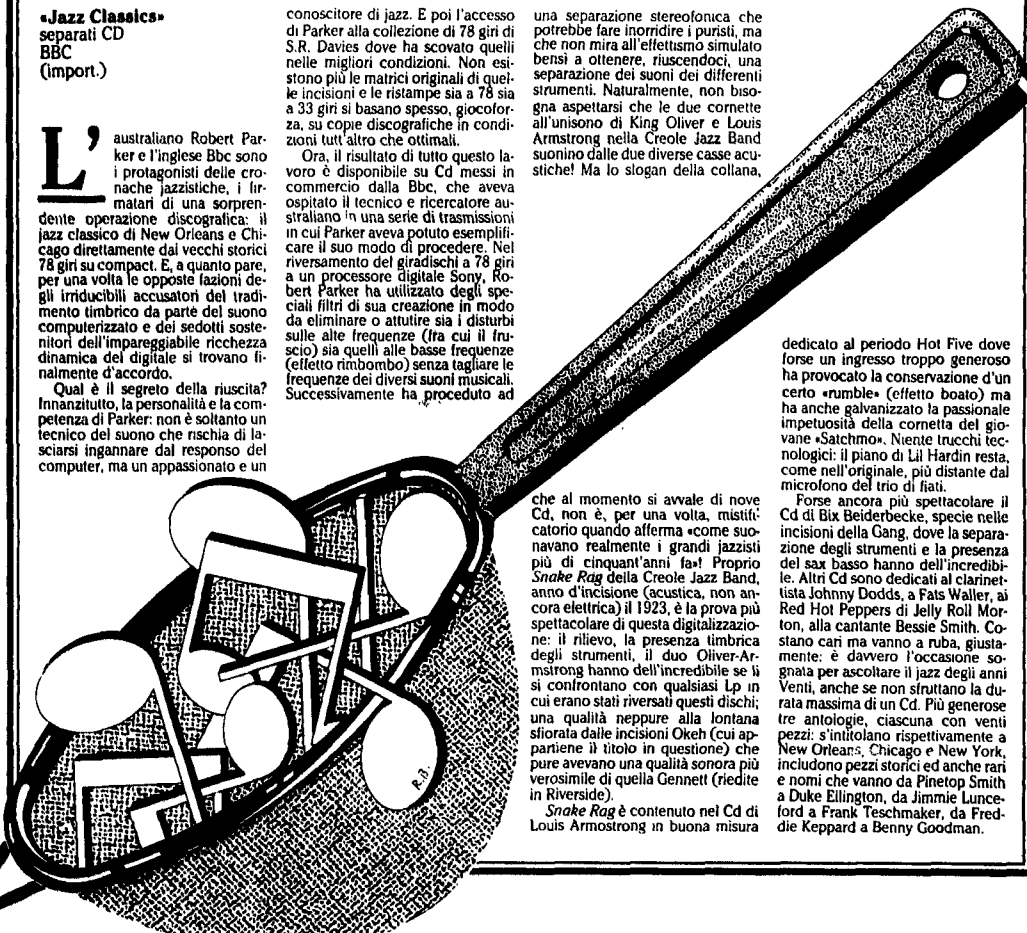 «Jazz Classics»
separati CD
BBC
(import.)
L'australiano Robert Par-
ker e l'inglese Bbc sono
i protagonisti delle cro-
nache jazzistiche, i fir-
matari di una sorpren-
dente operazione discografica: il
jazz classico di New Orleans e Chi-
cago direttamente dai vecchi storici
78 giri su compact. E, a quanto pare,
per una volta le opposte fazioni de-
gli irriducibili accusatori del tradi-
mento timbrico da parte del suono
computerizzato e dei sedotti soste-
nitori dell'impareggiabile ricchezza
dinamica del digitale si trovano fi-
nalmente d'accordo.
Qual è il segreto della riuscita?
Innanzitutto, la personalità e la com-
petenza di Parker: non è soltanto un
tecnico del suono che rischia di la-
sciarsi ingannare dal responso del
computer, ma un appassionato e un
conoscitore di jazz. E poi l'accesso
di Parker alla collezione di 78 giri di
S.R. Davies dove ha scovato quelli
nelle migliori condizioni. Non esi-
stono più le matrici originali di quel-
le incisioni e le ristampe sia a 78 sia
a 33 giri si basano spesso, giocofor-
za, su copie discografiche in condi-
zioni tutt'altro che ottimali.
Ora, il risultato di tutto questo la-
voro è disponibile su Cd messi in
commercio dalla Bbc, che aveva
ospitato il tecnico e ricercatore au-
straliano in una serie di trasmissioni
in cui Parker aveva potuto esemplifi-
care il suo modo di procedere. Nel
riversamento del giradischi a 78 giri
a un processore digitale Sony, Ro-
bert Parker ha utilizzato degli spe-
ciali filtri di sua creazione in modo
da eliminare o attutire sia i disturbi
sulle alte frequenze (fra cui il fru-
scio) sia quelli alle basse frequenze
(effetto rimbombo) senza tagliare le
frequenze dei diversi suoni musicali.
Successivamente ha proceduto ad
una separazione stereofonica che
potrebbe fare inorridire i puristi, ma
che non mira all'effettismo simulato
bensì a ottenere, riuscendoci, una
separazione dei suoni dei differenti
strumenti. Naturalmente, non biso-
gna aspettarsi che le due cornette
all'unisono di King Oliver e Louis
Armstrong nella Creole Jazz Band
suonino dalle due diverse casse acu-
stiche! Ma lo slogan della collana,
che al momento si avvale di nove
Cd, non è, per una volta, mistifi-
catorio quando afferma «come suo-
navano realmente i grandi jazzisti
più di cinquant'anni fa»! Proprio
Snake Rag della Creole Jazz Band,
anno d'incisione (acustica, non an-
cora elettrica) il 1923, è la prova più
spettacolare di questa digitalizzazio-
ne: il rilievo, la presenza timbrica
degli strumenti, il duo Oliver-Ar-
mstrong hanno dell'incredibile se li
si confrontano con qualsiasi Lp in
cui erano stati riversati questi dischi;
una qualità neppure alla lontana
sfiorata dalle incisioni Okeh (cui ap-
partiene il titolo in questione) che
pure avevano una qualità sonora più
verosimile di quella Gennett (riedite
in Riverside).
Snake Rag è contenuto nel Cd di
Louis Armostrong in buona misura
dedicato al periodo Hot Five dove
forse un ingresso troppo generoso
ha provocato la conservazione d'un
certo «rumble» (effetto boato) ma
ha anche galvanizzato la passionale
impetuosità della cornetta del gio-
vane «Satchmo». Niente trucchi tec-
nologici: il piano di Lil Hardin resta,
come nell'originale, più distante dal
microfono del trio di fiati.
Forse ancora più spettacolare il
Cd di Bix Beiderbecke, specie nelle
incisioni della Gang, dove la separa-
zione degli strumenti e la presenza
del sax basso hanno dell'incredibi-
le. Altri Cd sono dedicati al clarinet-
tista Johnny Dodds, a Fats Waller, ai
Red Hot Peppers di Jelly Roll Mor-
ton, alla cantante Bessie Smith. Co-
stano cari ma vanno a ruba, giusta-
mente: è davvero l'occasione so-
gnata per ascoltare il jazz degli anni
Venti, anche se non sfruttano la du-
rata massima di un Cd. Più generose
tre antologie, ciascuna con venti
pezzi: s'intitolano rispettivamente a
New Orleans, Chicago e New York,
includono pezzi storici ed anche rari
e nomi che vanno da Pinetop Smith
a Duke Ellington, da Jimmie Lunce-
ford a Frank Teschmaker, da Fred-
die Keppard a Benny Goodman.
R.B.